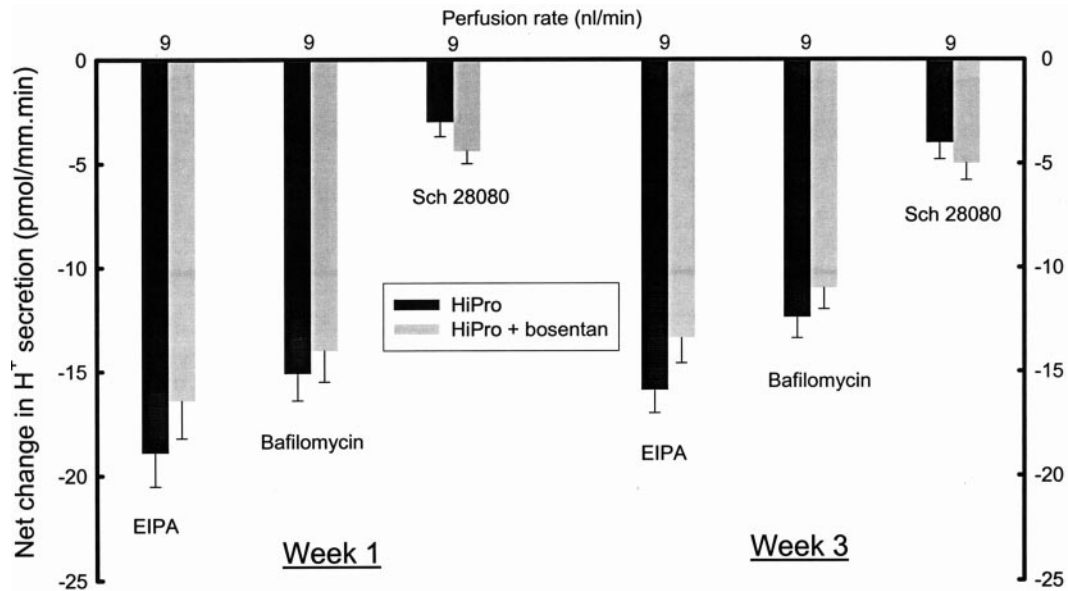 Perfusion rate (nl/min)
9 9 9 9 9 9
0 0
-5 -5
Sch 28080 Sch 28080
-10 -10
HiPro
HiPro + bosentan
-15 -15
Bafilomycin
Bafilomycin
EIPA
-20 -20
EIPA
Week 1 Week 3
-25 -25
Net change in H⁺ secretion (pmol/mm.min)